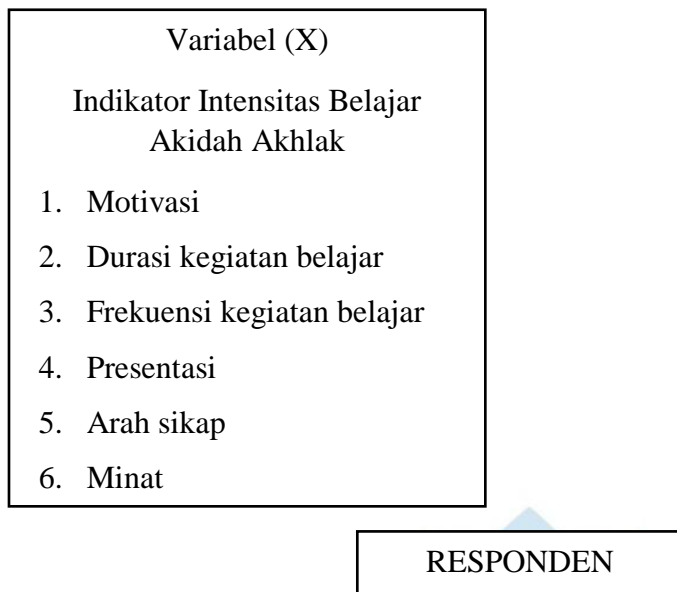 Variabel (X)
Indikator Intensitas Belajar
Akidah Akhlak
1. Motivasi
2. Durasi kegiatan belajar
3. Frekuensi kegiatan belajar
4. Presentasi
5. Arah sikap
6. Minat
RESPONDEN